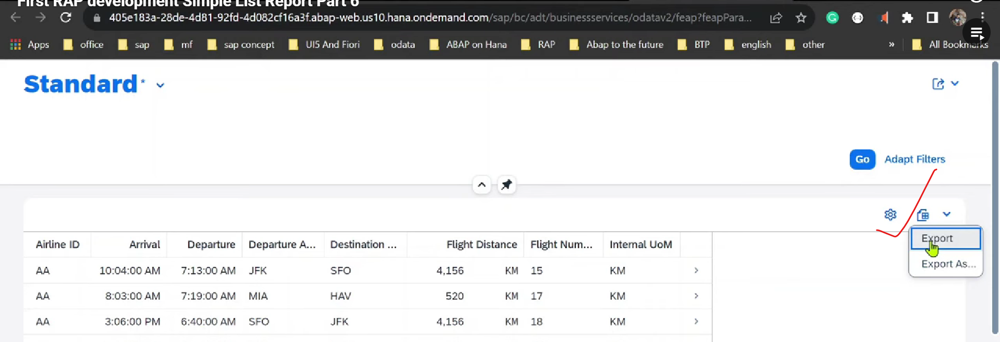 First RAP development Simple List Report Part 6
405e183a-28de-4d81-92fd-4d082cf16a3f.abap-web.us10.hana.ondemand.com/sap/bc/adt/businessservices/odatav2/feap?feapPara...
Apps office sap mf sap concept UI5 And Fiori odata ABAP on Hana RAP Abap to the future BTP english other » All Bookmarks
Standard*
Go Adapt Filters
Export
Export As...
Airline ID Arrival Departure Departure A... Destination ... Flight Distance Flight Num... Internal UoM
AA 10:04:00 AM 7:13:00 AM JFK SFO 4,156 KM 15 KM
AA 8:03:00 AM 7:19:00 AM MIA HAV 520 KM 17 KM
AA 3:06:00 PM 6:40:00 AM SFO JFK 4,156 KM 18 KM